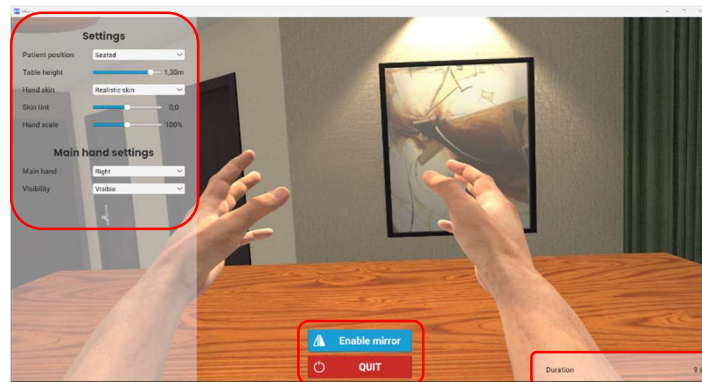 Settings
Patient position Seated
Table height 1,30m
Hand skin Realistic skin
Skin tint 0,0
Hand scale 100%
Main hand settings
Main hand Right
Visibility Visible
Enable mirror
QUIT
Duration 9 s